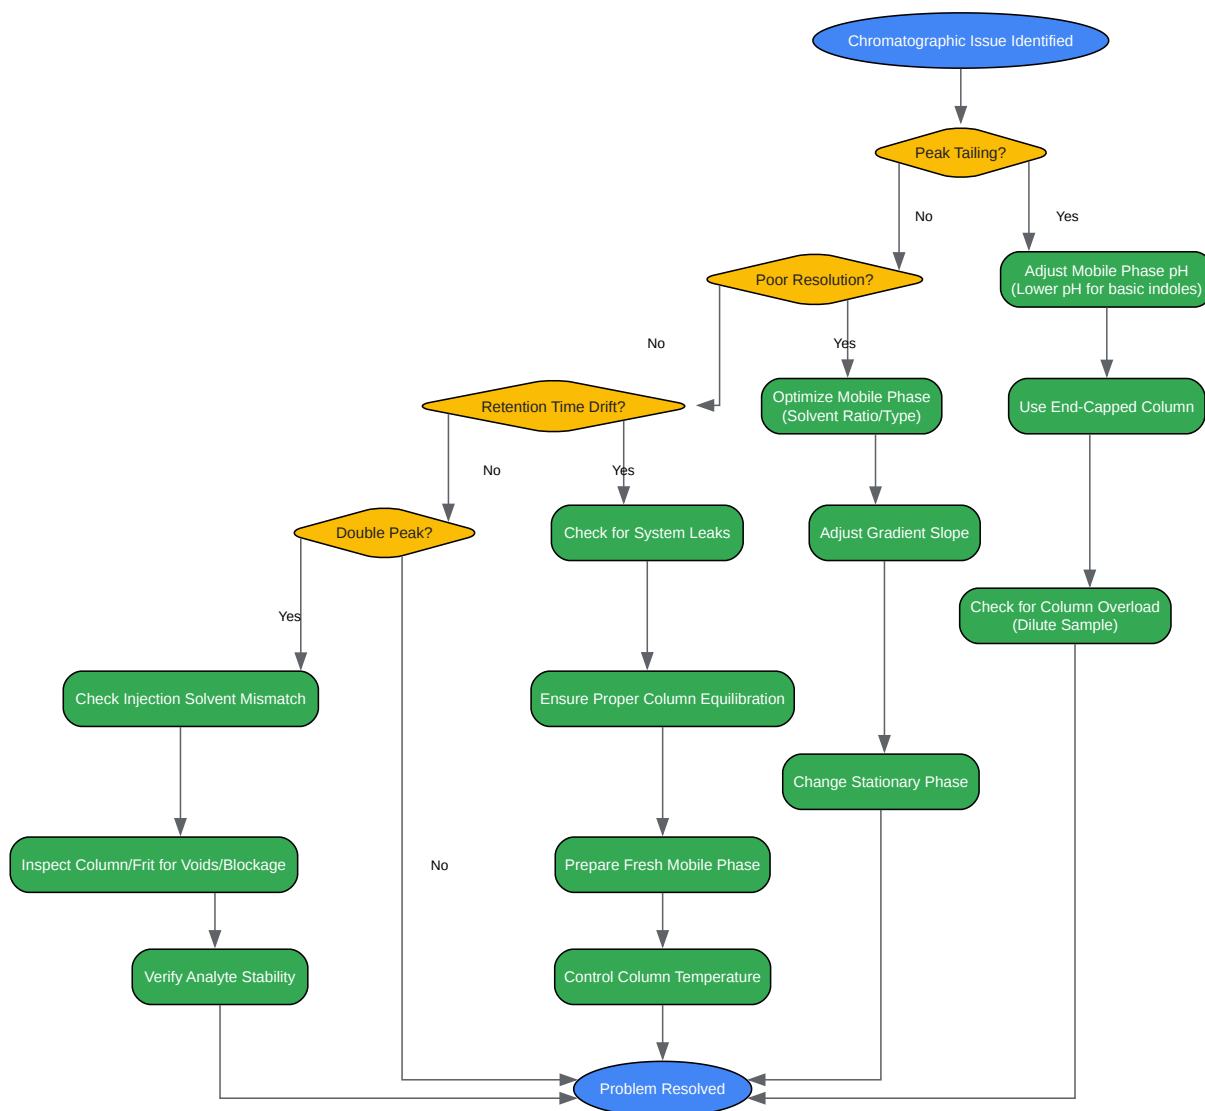 Chromatographic Issue Identified
Peak Tailing?
No
Yes
Poor Resolution?
Adjust Mobile Phase pH
(Lower pH for basic indoles)
No
Yes
Retention Time Drift?
Optimize Mobile Phase
(Solvent Ratio/Type)
Use End-Capped Column
No
Yes
Double Peak?
Check for System Leaks
Adjust Gradient Slope
Yes
Check for Column Overload
(Dilute Sample)
Check Injection Solvent Mismatch
Ensure Proper Column Equilibration
Change Stationary Phase
Inspect Column/Frit for Voids/Blockage
No
Prepare Fresh Mobile Phase
Verify Analyte Stability
Control Column Temperature
Problem Resolved